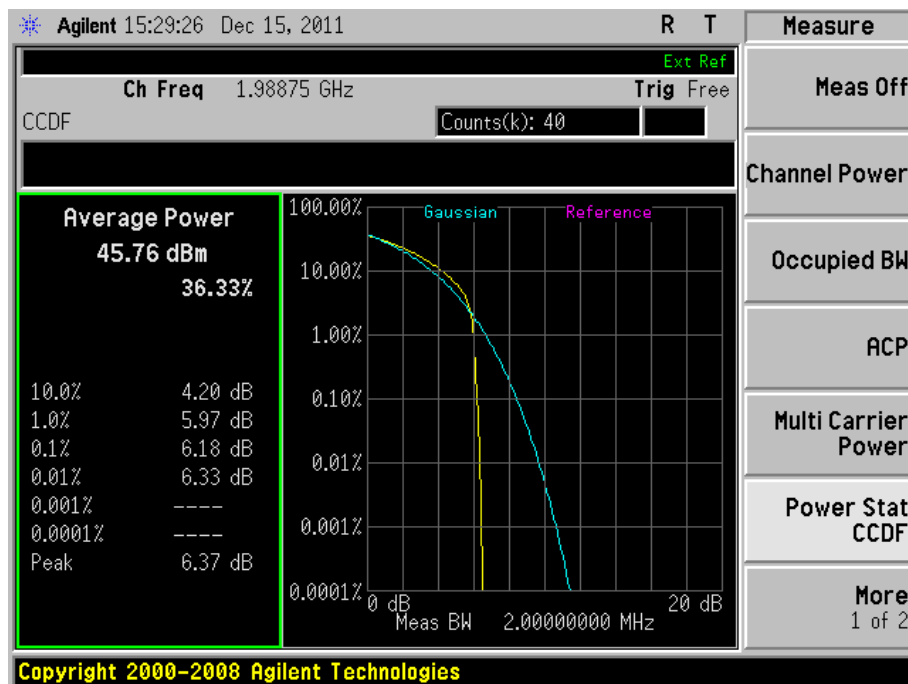 Agilent 15:29:26 Dec 15, 2011 R T
Ext Ref
Ch Freq 1.98875 GHz Trig Free
CCDF Counts(k): 40
Average Power
45.76 dBm
36.33%
10.0% 4.20 dB
1.0% 5.97 dB
0.1% 6.18 dB
0.01% 6.33 dB
0.001% ----
0.0001% ----
Peak 6.37 dB
Gaussian Reference
100.00%
10.00%
1.00%
0.10%
0.01%
0.001%
0.0001%
0 dB 20 dB
Meas BW 2.00000000 MHz
Measure
Meas Off
Channel Power
Occupied BW
ACP
Multi Carrier
Power
Power Stat
CCDF
More
1 of 2
Copyright 2000-2008 Agilent Technologies